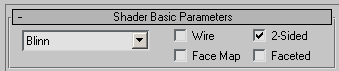 - Shader Basic Parameters
Blinn Wire 2-Sided
Face Map Faceted